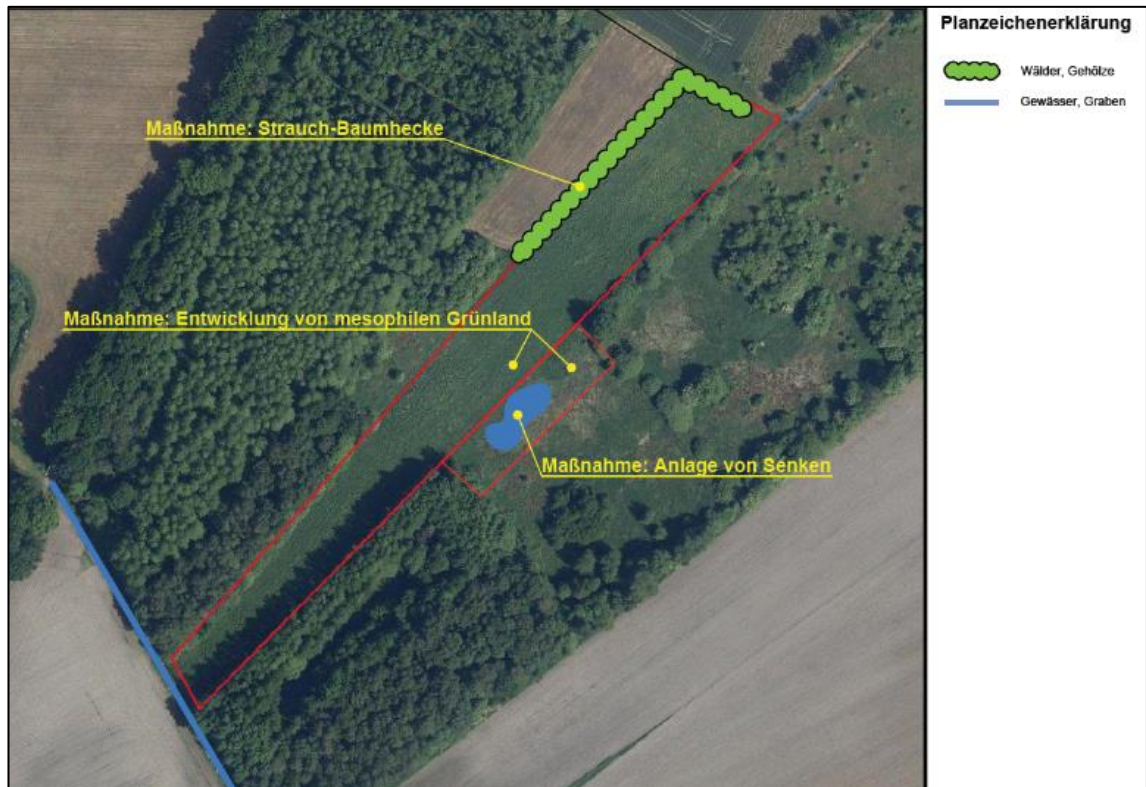 Planzeichenerklärung
Wälder, Gehölze
Gewässer, Graben
Maßnahme: Strauch-Baumhecke
Maßnahme: Entwicklung von mesophilen Grünland
Maßnahme: Anlage von Senken